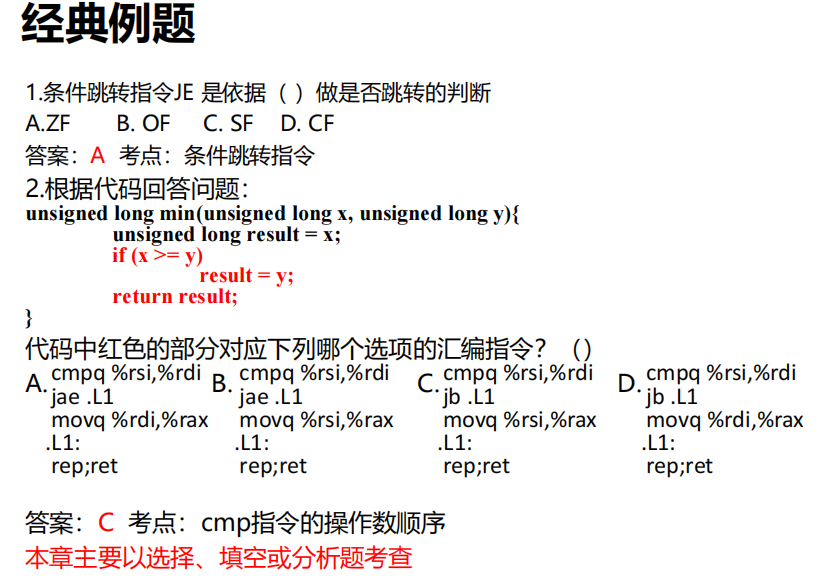 经典例题
1.条件跳转指令JE 是依据（ ）做是否跳转的判断
A.ZF B. OF C. SF D. CF
答案：A 考点：条件跳转指令
2.根据代码回答问题：
unsigned long min(unsigned long x, unsigned long y){
unsigned long result = x;
if (x >= y)
result = y;
return result;
}
代码中红色的部分对应下列哪个选项的汇编指令？（）
A. cmpq %rsi,%rdi B. cmpq %rsi,%rdi C. cmpq %rsi,%rdi D. cmpq %rsi,%rdi
jae .L1 jae .L1 jb .L1 jb .L1
movq %rdi,%rax movq %rsi,%rax movq %rsi,%rax movq %rdi,%rax
.L1: .L1: .L1: .L1:
rep;ret rep;ret rep;ret rep;ret
答案：C 考点：cmp指令的操作数顺序
本章主要以选择、填空或分析题考查